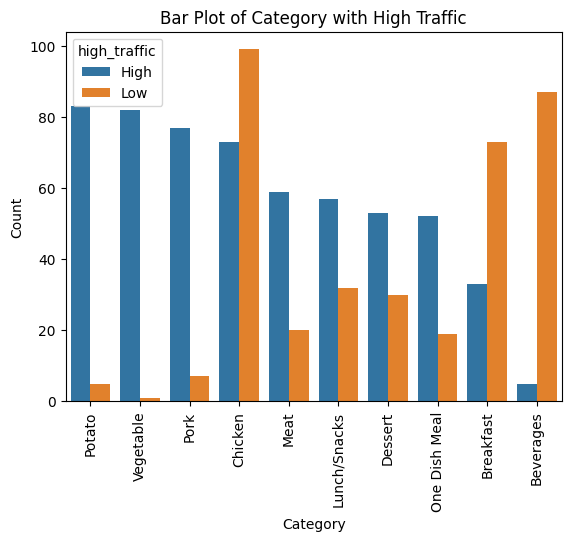 Bar Plot of Category with High Traffic
high_traffic
High
Low
Count
100
80
60
40
20
0
Potato
Vegetable
Pork
Chicken
Meat
Lunch/Snacks
Dessert
One Dish Meal
Breakfast
Beverages
Category